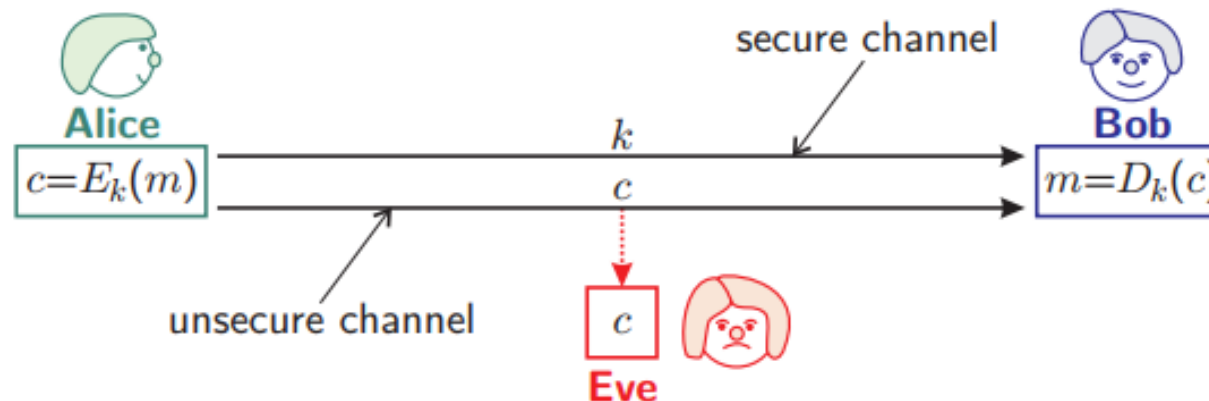 secure channel
Alice
Bob
k
c=E_k(m)
m=D_k(c)
c
unsecure channel
c
Eve